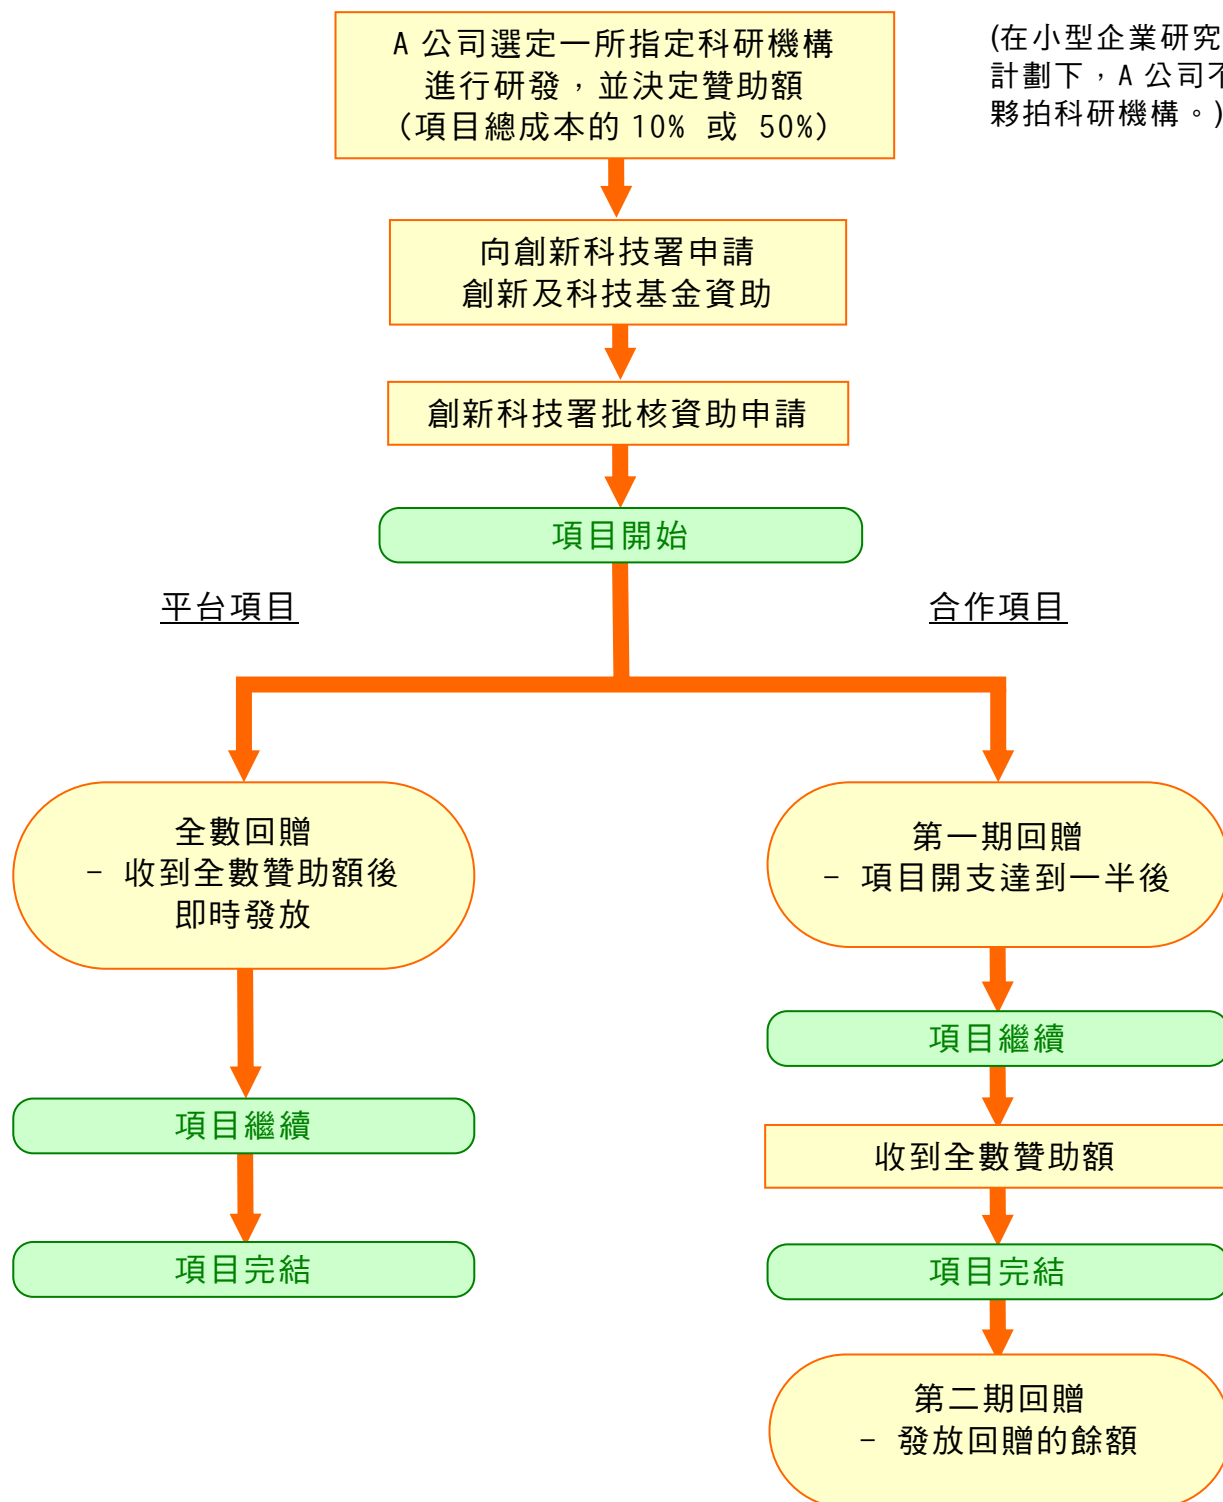 A 公司選定一所指定科研機構
進行研發，並決定贊助額
(項目總成本的 10% 或 50%)
(在小型企業研究
計劃下，A 公司
夥拍科研機構。)
向創新科技署申請
創新及科技基金資助
創新科技署批核資助申請
項目開始
平台項目
合作項目
全數回贈
- 收到全數贊助額後
即時發放
第一期回贈
- 項目開支達到一半後
項目繼續
項目繼續
收到全數贊助額
項目完結
項目完結
第二期回贈
- 發放回贈的餘額